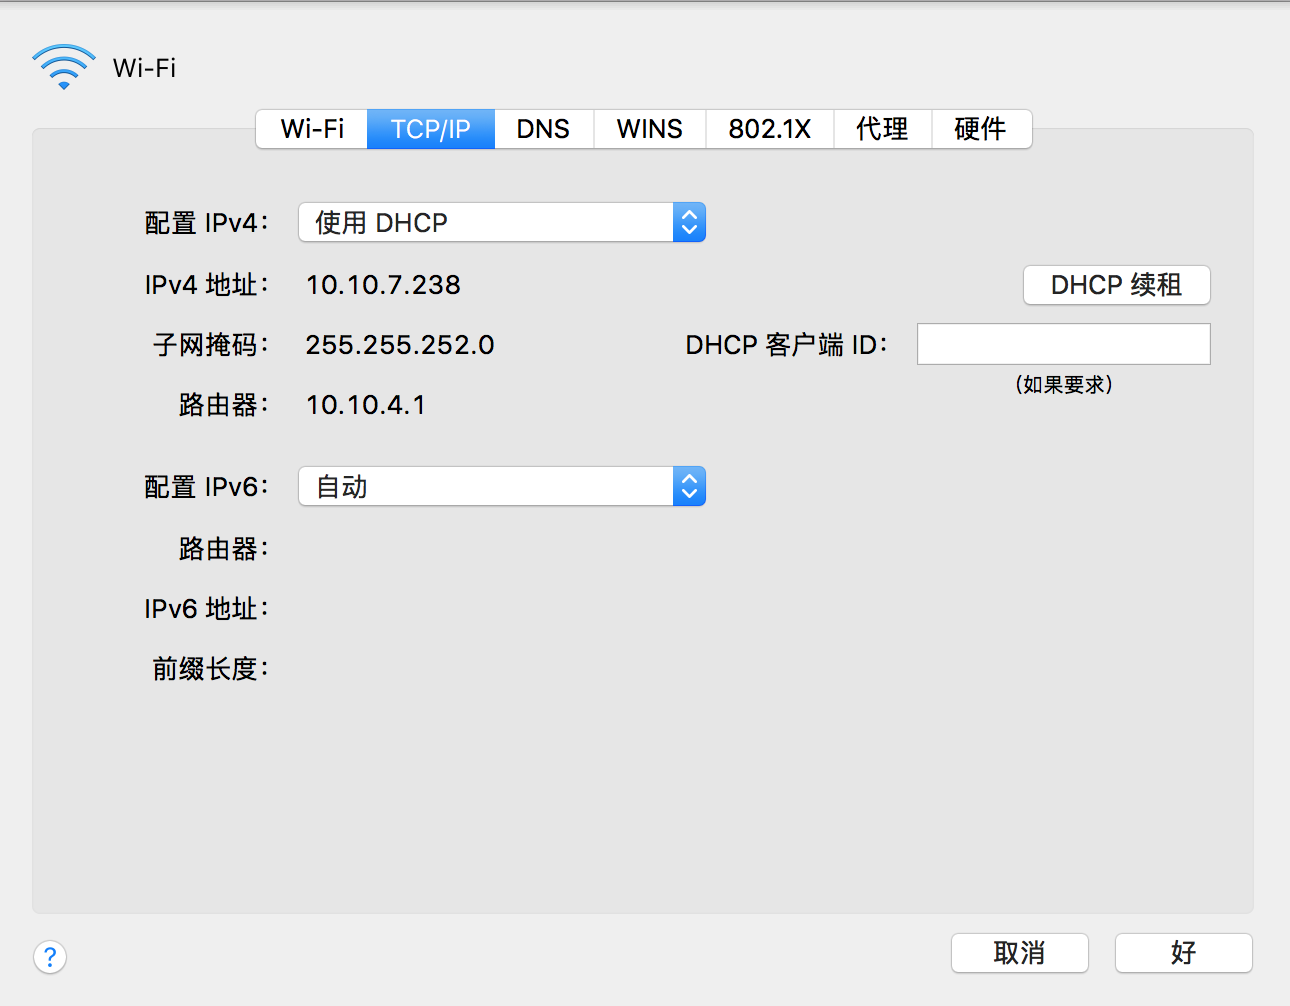 Wi-Fi
Wi-Fi TCP/IP DNS WINS 802.1X 代理 硬件
配置 IPv4： 使用 DHCP
IPv4 地址： 10.10.7.238 DHCP 续租
子网掩码： 255.255.252.0 DHCP 客户端 ID：
（如果要求）
路由器： 10.10.4.1
配置 IPv6： 自动
路由器：
IPv6 地址：
前缀长度：
? 取消 好